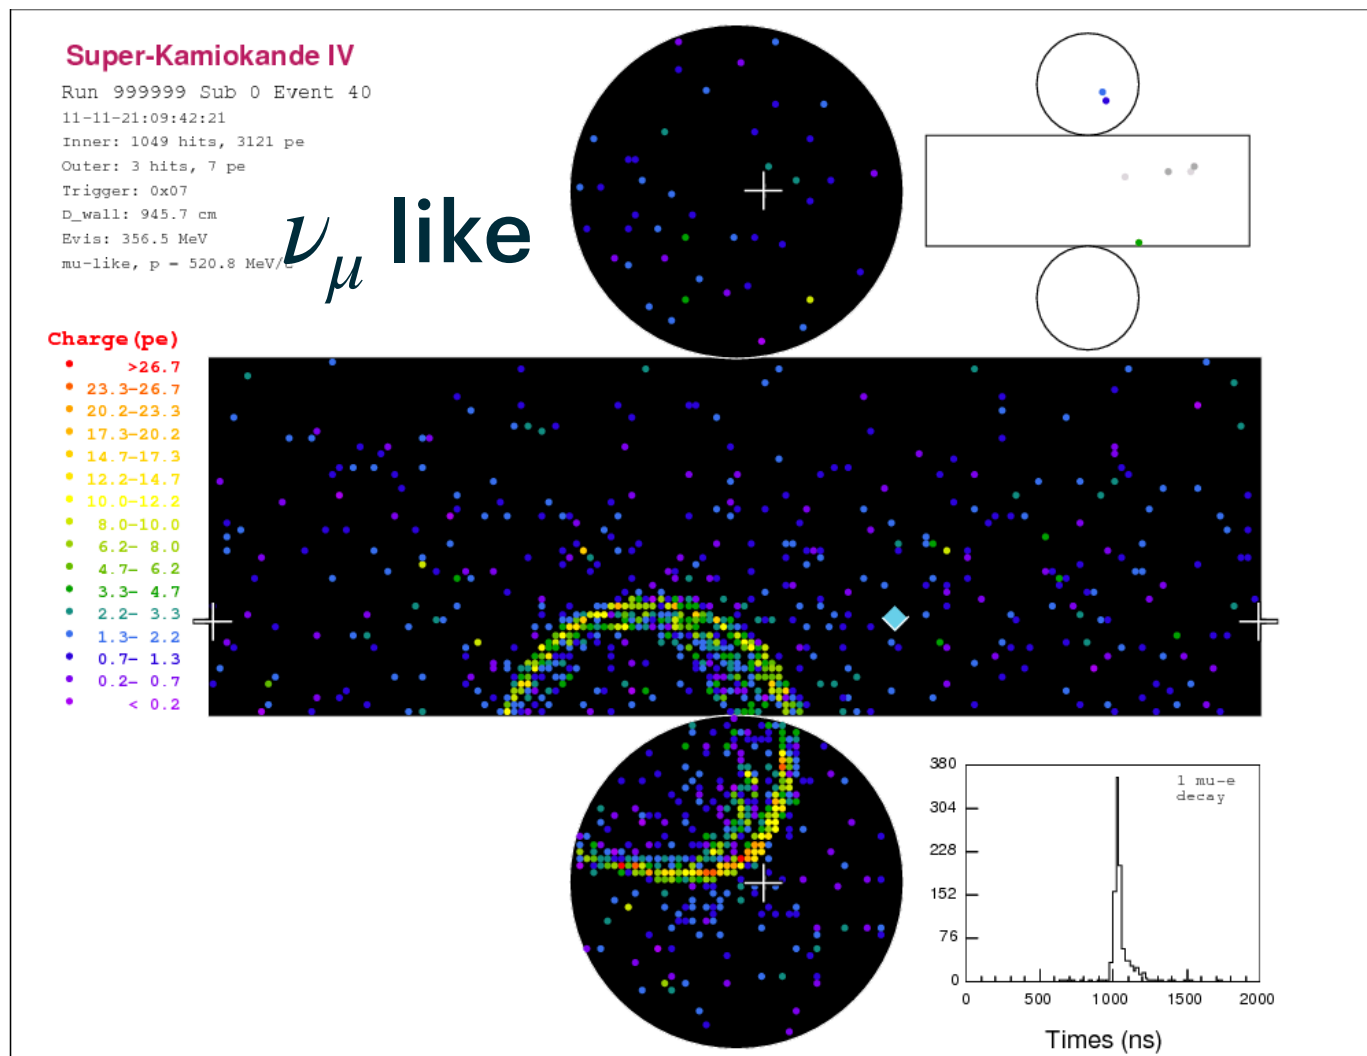 Super-Kamiokande IV
Run 999999 Sub 0 Event 40
11-11-21:09:42:21
Inner: 1049 hits, 3121 pe
Outer: 3 hits, 7 pe
Trigger: 0x07
D_wall: 945.7 cm
Evis: 356.5 MeV
mu-like, p = 520.8 MeV/c
νμ like
Charge(pe)
>26.7
23.3-26.7
20.2-23.3
17.3-20.2
14.7-17.3
12.2-14.7
10.0-12.2
8.0-10.0
6.2- 8.0
4.7- 6.2
3.3- 4.7
2.2- 3.3
1.3- 2.2
0.7- 1.3
0.2- 0.7
< 0.2
1 mu-e
decay
380
304
228
152
76
0
0 500 1000 1500 2000
Times (ns)